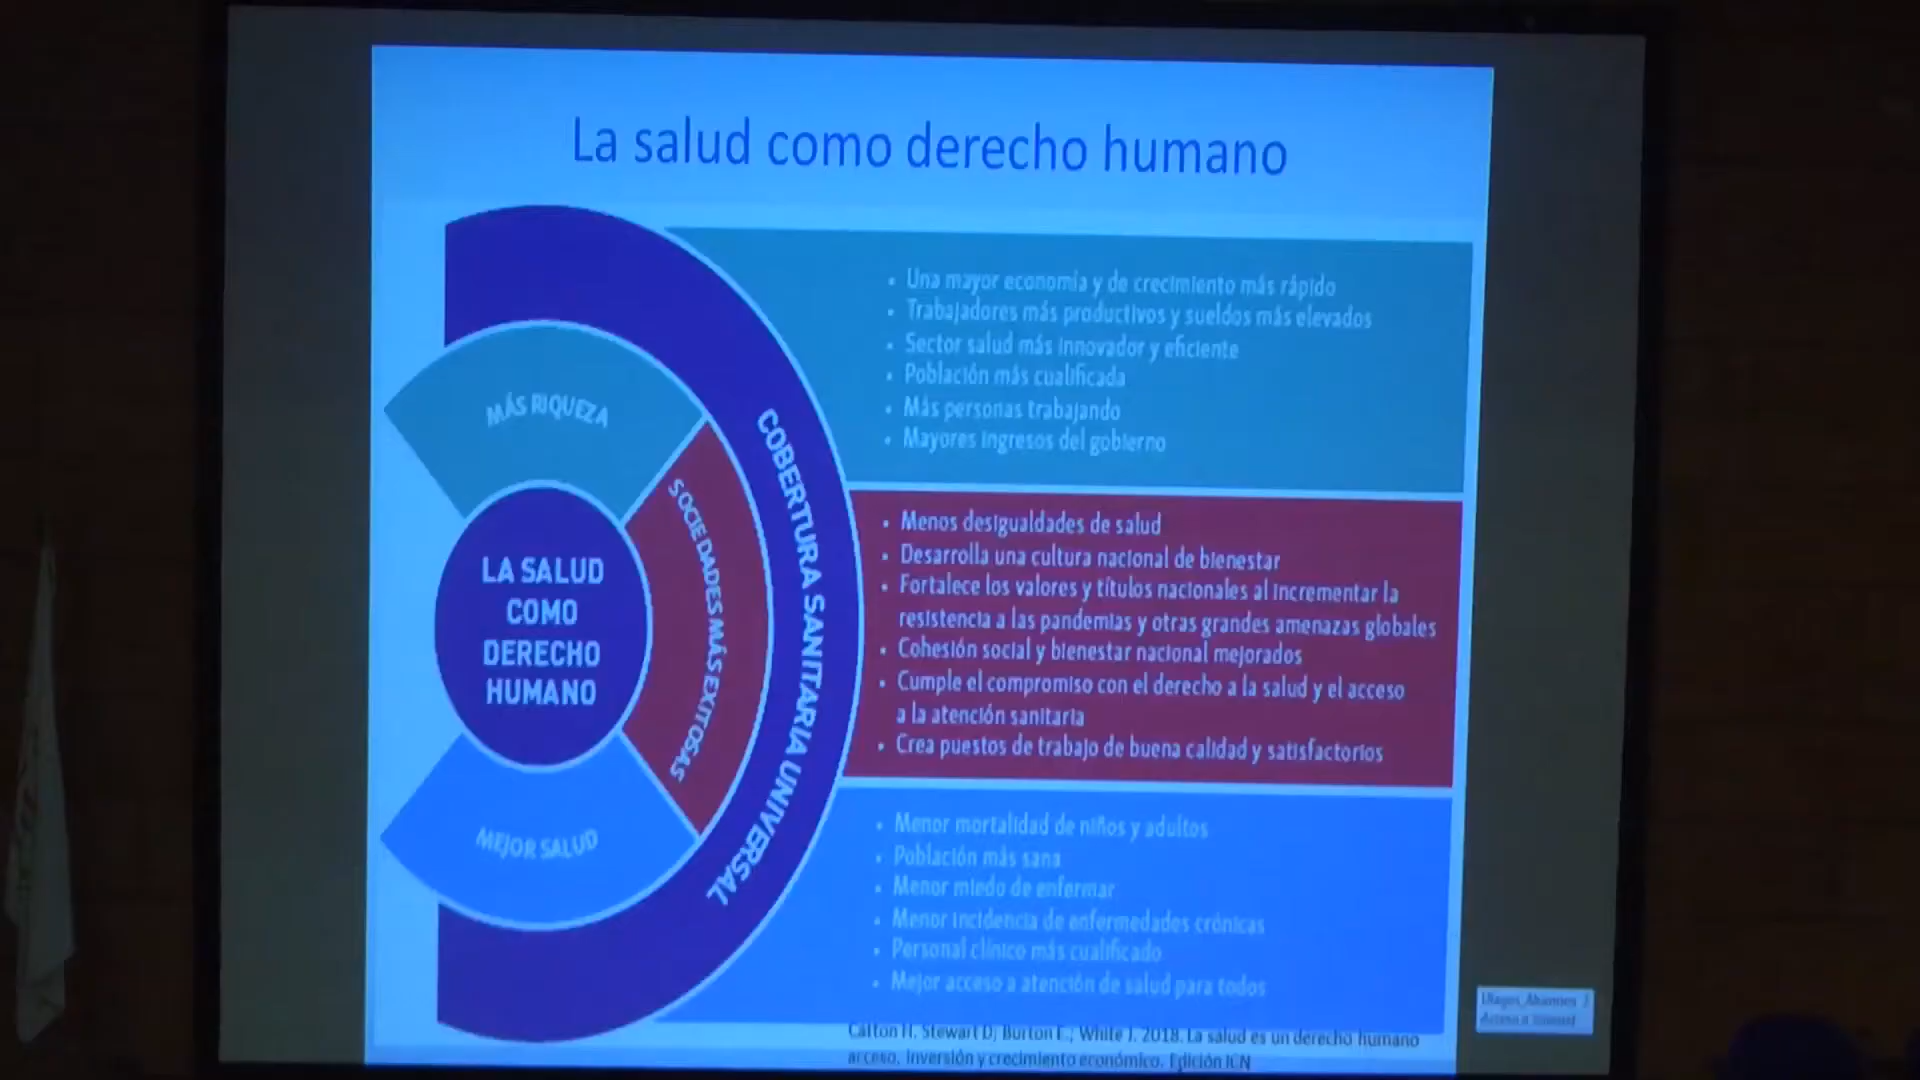 La salud como derecho humano
MÁS RIQUEZA
SOCIEDADES MÁS EXITOSAS
COBERTURA SANITARIA UNIVERSAL
LA SALUD
COMO
DERECHO
HUMANO
MEJOR SALUD
• Una mayor economía y de crecimiento más rápido
• Trabajadores más productivos y sueldos más elevados
• Sector salud más innovador y eficiente
• Población más cualificada
• Más personas trabajando
• Mayores ingresos del gobierno
• Menos desigualdades de salud
• Desarrolla una cultura nacional de bienestar
• Fortalece los valores y títulos nacionales al incrementar la
resistencia a las pandemias y otras grandes amenazas globales
• Cohesión social y bienestar nacional mejorados
• Cumple el compromiso con el derecho a la salud y el acceso
a la atención sanitaria
• Crea puestos de trabajo de buena calidad y satisfactorios
• Menor mortalidad de niños y adultos
• Población más sana
• Menor miedo de enfermar
• Menor incidencia de enfermedades crónicas
• Personal clínico más cualificado
• Mejor acceso a atención de salud para todos
Catton H. Stewart D; Burton E.; White J. 2018. La salud es un derecho humano
acceso, inversión y crecimiento económico. Edición ICN